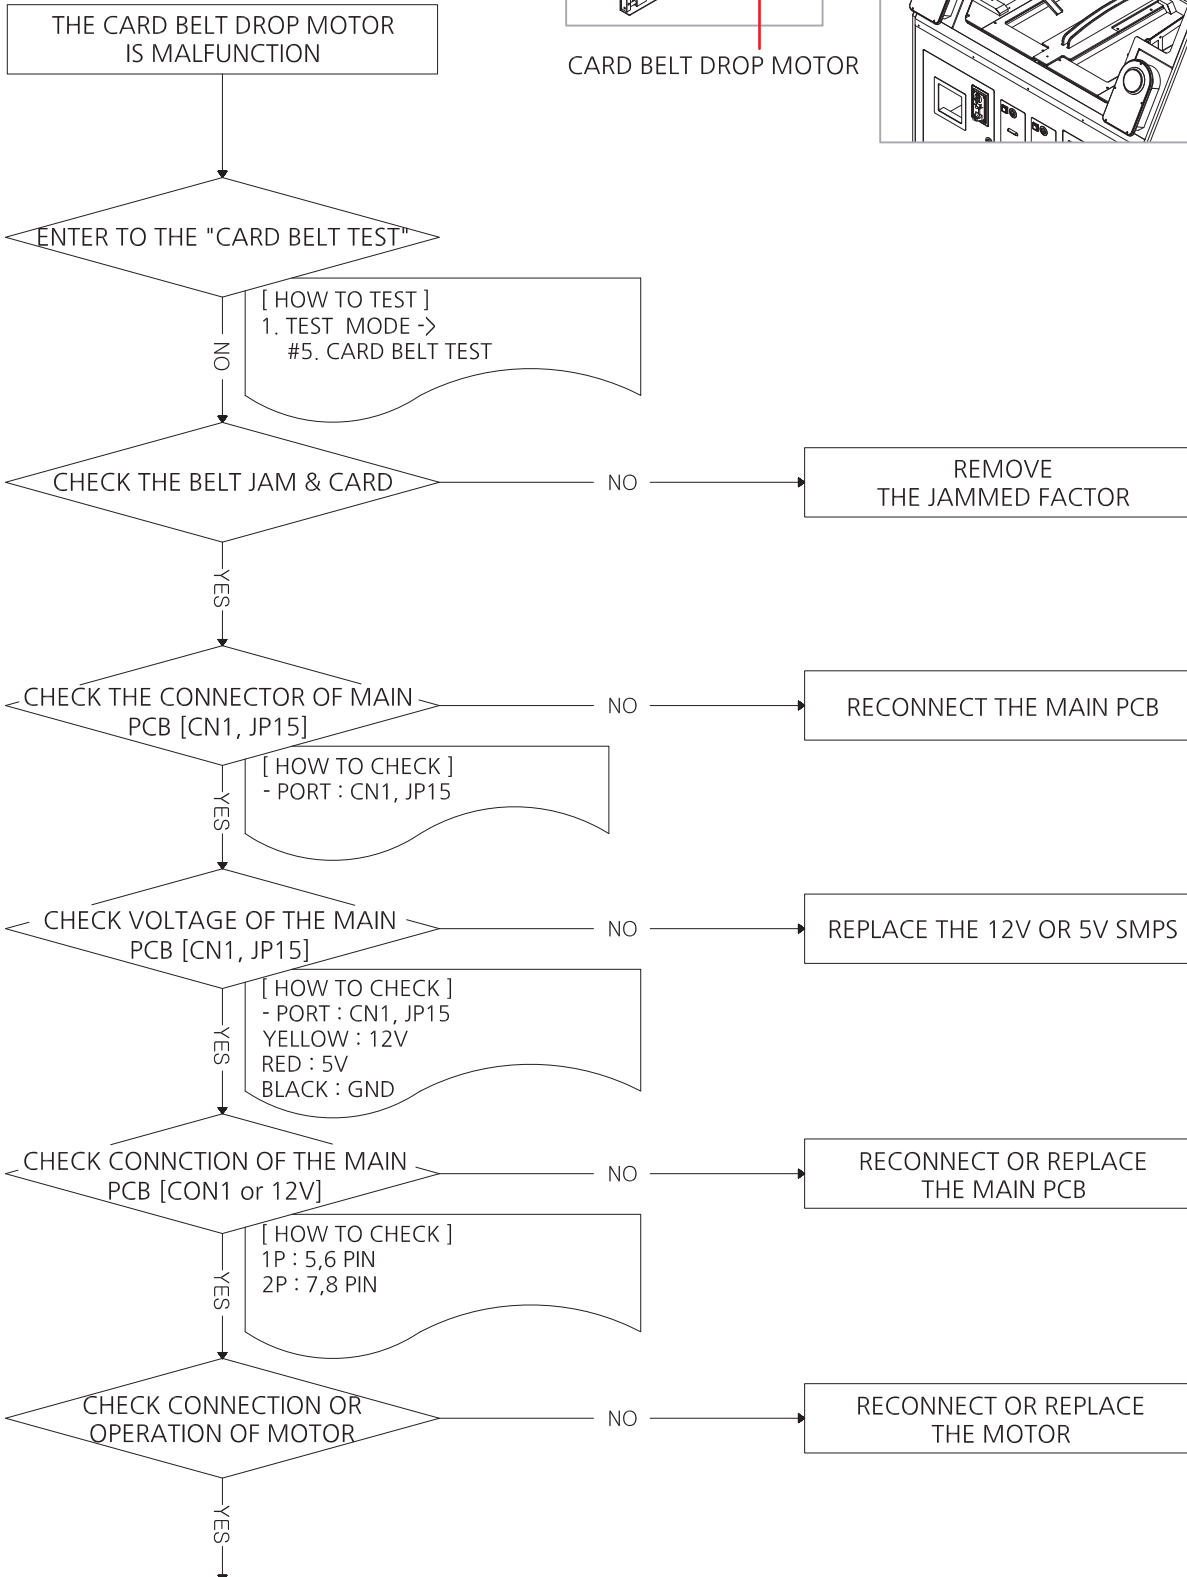 THE CARD BELT DROP MOTOR
IS MALFUNCTION
CARD BELT DROP MOTOR
ENTER TO THE "CARD BELT TEST"
[ HOW TO TEST ]
1. TEST MODE ->
#5. CARD BELT TEST
NO
CHECK THE BELT JAM & CARD
NO
REMOVE
THE JAMMED FACTOR
YES
CHECK THE CONNECTOR OF MAIN
PCB [CN1, JP15]
NO
RECONNECT THE MAIN PCB
[ HOW TO CHECK ]
- PORT : CN1, JP15
YES
CHECK VOLTAGE OF THE MAIN
PCB [CN1, JP15]
NO
REPLACE THE 12V OR 5V SMPS
[ HOW TO CHECK ]
- PORT : CN1, JP15
YELLOW : 12V
RED : 5V
BLACK : GND
YES
CHECK CONNCTION OF THE MAIN
PCB [CON1 or 12V]
NO
RECONNECT OR REPLACE
THE MAIN PCB
[ HOW TO CHECK ]
1P : 5,6 PIN
2P : 7,8 PIN
YES
CHECK CONNECTION OR
OPERATION OF MOTOR
NO
RECONNECT OR REPLACE
THE MOTOR
YES